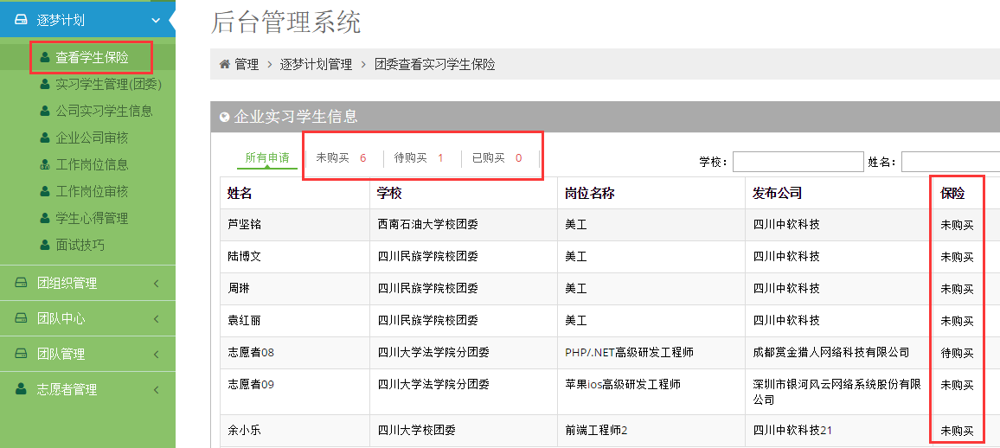 逐梦计划
查看学生保险
实习学生管理(团委)
公司实习学生信息
企业公司审核
工作岗位信息
工作岗位审核
学生心得管理
面试技巧
团组织管理
团队中心
团队管理
志愿者管理
后台管理系统
管理 > 逐梦计划管理 > 团委查看实习学生保险
企业实习学生信息
所有申请 未购买 6 待购买 1 已购买 0 学校: 姓名:
姓名 学校 岗位名称 发布公司 保险
芦坚铭 西南石油大学校团委 美工 四川中软科技 未购买
陆博文 四川民族学院校团委 美工 四川中软科技 未购买
周琳 四川民族学院校团委 美工 四川中软科技 未购买
袁红丽 四川民族学院校团委 美工 四川中软科技 未购买
志愿者08 四川大学法学院分团委 PHP/.NET高级研发工程师 成都赏金猎人网络科技有限公司 待购买
志愿者09 四川大学法学院分团委 苹果ios高级研发工程师 深圳市银河风云网络系统股份有限 未购买
公司
余小乐 四川大学校团委 前端工程师2 四川中软科技21 未购买